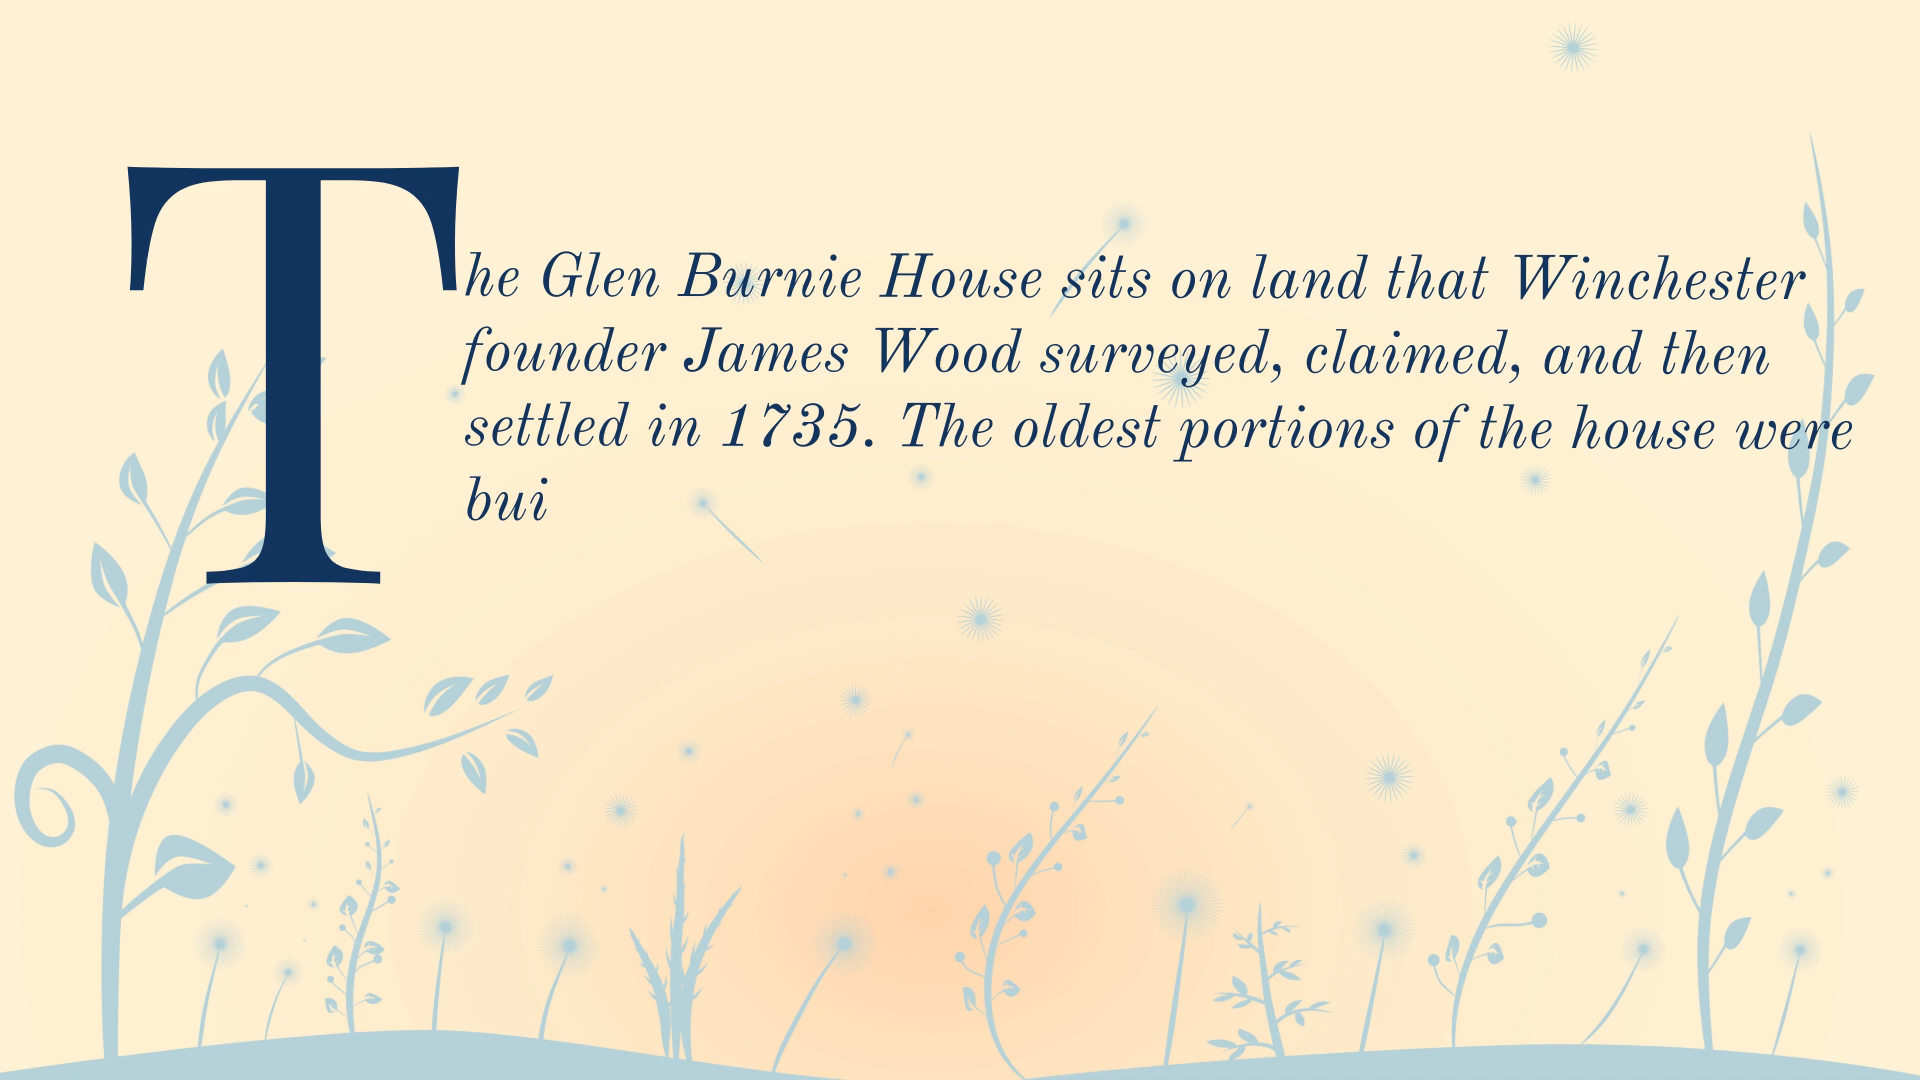 The Glen Burnie House sits on land that Winchester
founder James Wood surveyed, claimed, and then
settled in 1735. The oldest portions of the house were
bui